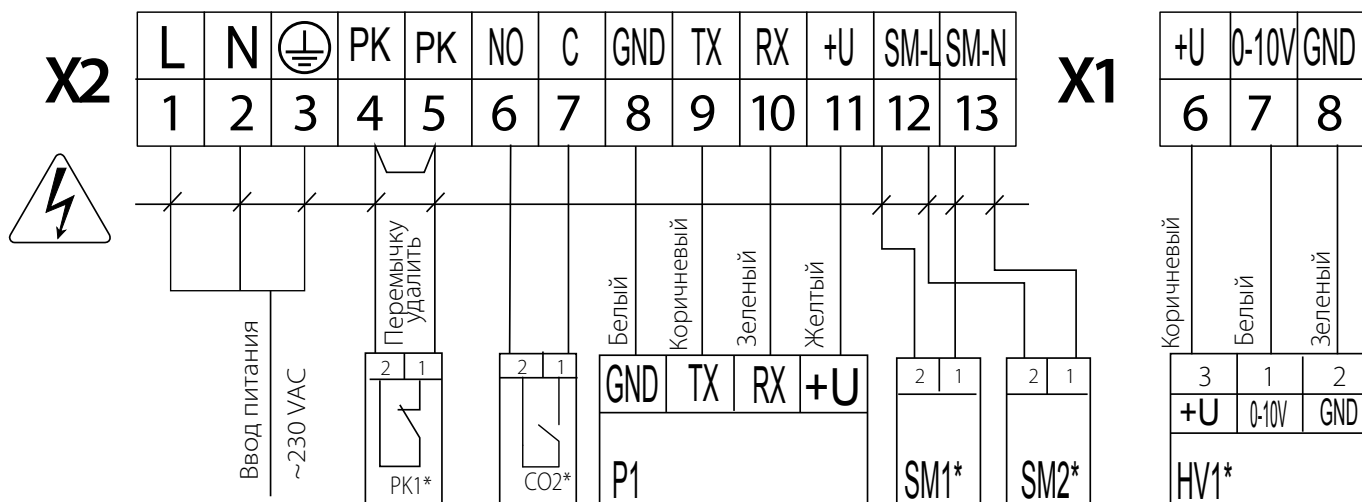 X2
L N PK PK NO C GND TX RX +U SM-L SM-N
1 2 3 4 5 6 7 8 9 10 11 12 13
X1
+U 0-10V GND
6 7 8
Ввод питания
~230 VAC
Перемычку
удалить
Белый
Коричневый
Зеленый
Желтый
Коричневый
Белый
Зеленый
2 1
PK1*
2 1
CO2*
GND TX RX +U
P1
2 1
SM1*
2 1
SM2*
3 1 2
+U 0-10V GND
HV1*